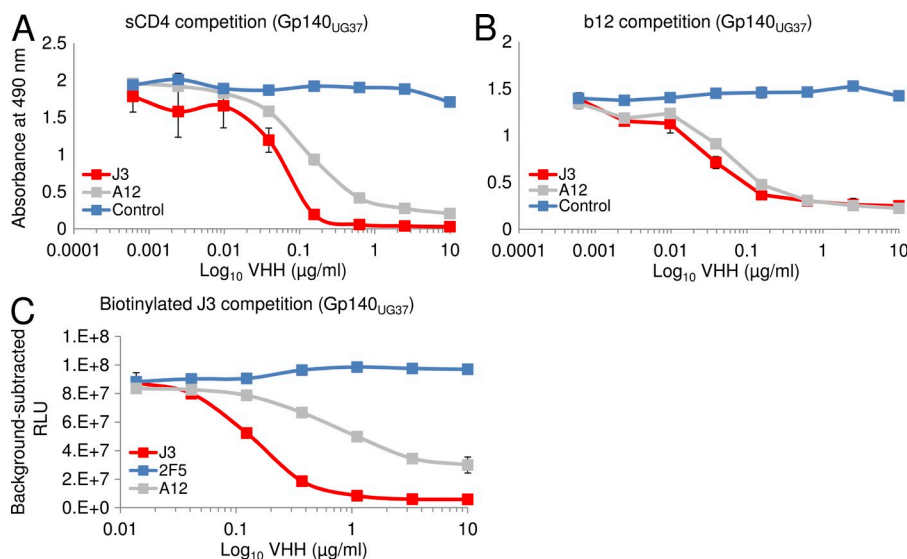 A
sCD4 competition (Gp140UG37)
Absorbance at 490 nm
2.5
2
1.5
1
0.5
0
J3
A12
Control
0.0001 0.001 0.01 0.1 1 10
Log10 VHH (µg/ml)
B
b12 competition (Gp140UG37)
2
1.5
1
0.5
0
J3
A12
Control
0.0001 0.001 0.01 0.1 1 10
Log10 VHH (µg/ml)
C
Biotinylated J3 competition (Gp140UG37)
Background-subtracted
RLU
1.E+8
1.E+8
8.E+7
6.E+7
4.E+7
2.E+7
0.E+0
J3
2F5
A12
0.01 0.1 1 10
Log10 VHH (µg/ml)